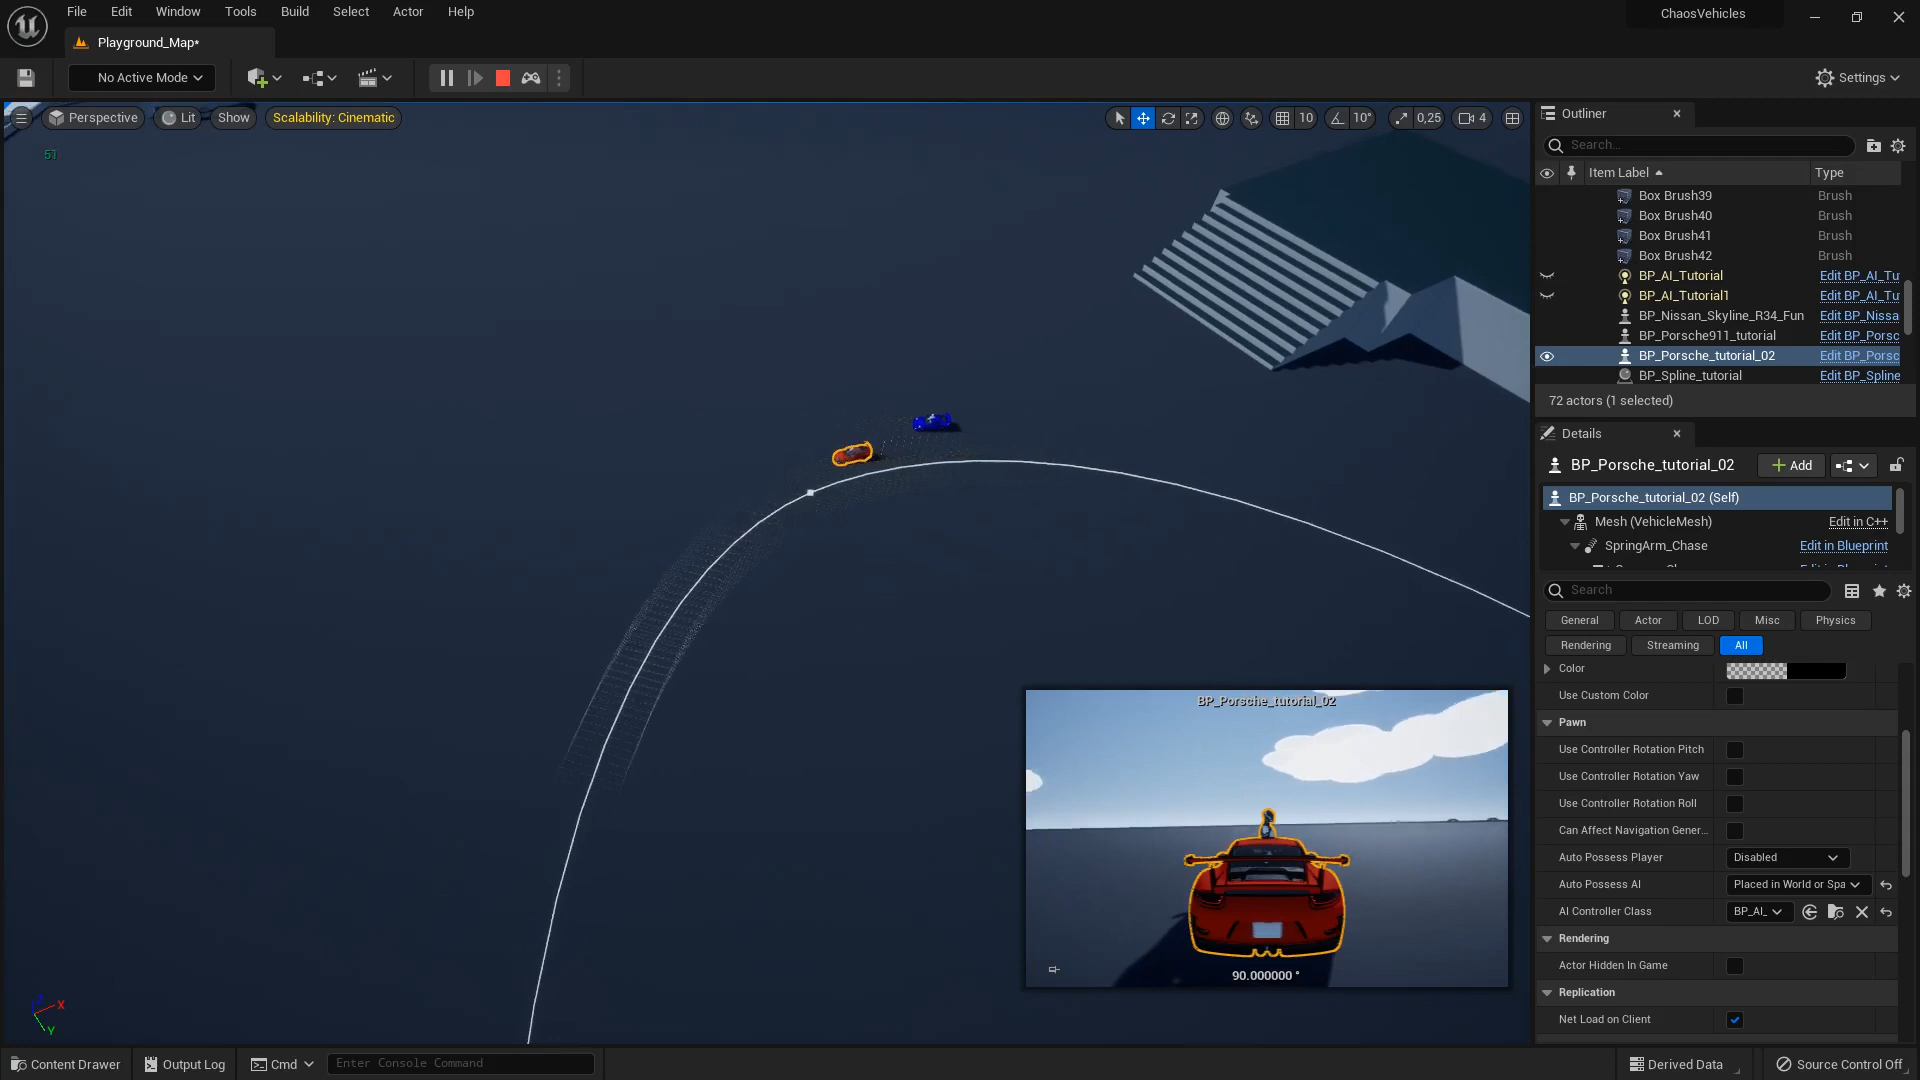 File Edit Window Tools Build Select Actor Help
ChaosVehicles
Playground_Map*
No Active Mode
Settings
Perspective Lit Show Scalability: Cinematic
10 10° 0,25 4
51
Outliner
Search...
Item Label Type
Box Brush39 Brush
Box Brush40 Brush
Box Brush41 Brush
Box Brush42 Brush
BP_AI_Tutorial Edit BP_AI_Tu
BP_AI_Tutorial1 Edit BP_AI_Tu
BP_Nissan_Skyline_R34_Fun Edit BP_Nissa
BP_Porsche911_tutorial Edit BP_Porsc
BP_Porsche_tutorial_02 Edit BP_Porsc
BP_Spline_tutorial Edit BP_Spline
72 actors (1 selected)
Details
BP_Porsche_tutorial_02 Add
BP_Porsche_tutorial_02 (Self)
Mesh (VehicleMesh) Edit in C++
SpringArm_Chase Edit in Blueprint
Search
General Actor LOD Misc Physics
Rendering Streaming All
Color
Use Custom Color
Pawn
Use Controller Rotation Pitch
Use Controller Rotation Yaw
Use Controller Rotation Roll
Can Affect Navigation Gener...
Auto Possess Player Disabled
Auto Possess AI Placed in World or Spa
AI Controller Class BP_AI_
Rendering
Actor Hidden In Game
Replication
Net Load on Client
BP_Porsche_tutorial_02
90.000000 °
X
Y
Content Drawer Output Log Cmd Enter Console Command
Derived Data Source Control Off